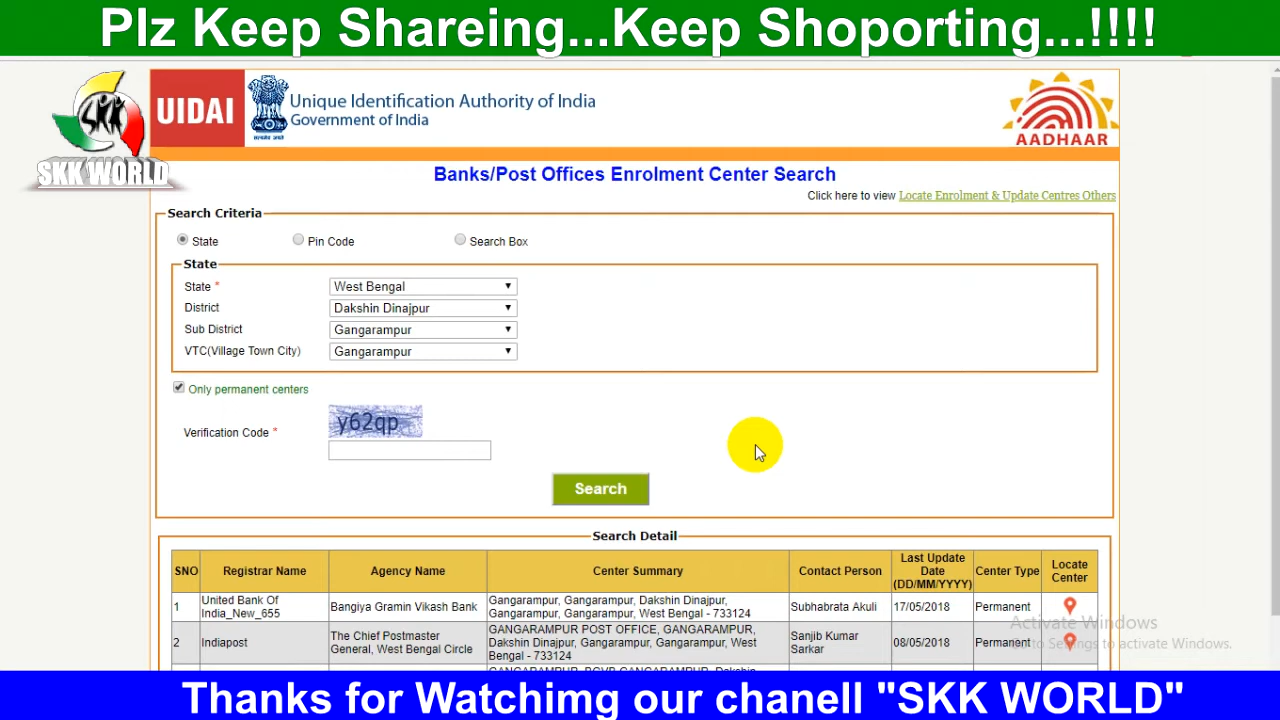 Plz Keep Shareing...Keep Shoporting...!!!!
SKK
SKK WORLD
UIDAI
Unique Identification Authority of India
Government of India
AADHAAR
Banks/Post Offices Enrolment Center Search
Click here to view Locate Enrolment & Update Centres Others
Search Criteria
State Pin Code Search Box
State
State * West Bengal
District Dakshin Dinajpur
Sub District Gangarampur
VTC(Village Town City) Gangarampur
Only permanent centers
y62qp
Verification Code *
Search
Search Detail
SNO Registrar Name Agency Name Center Summary Contact Person Last Update Date (DD/MM/YYYY) Center Type Locate Center
1 United Bank Of India_New_655 Bangiya Gramin Vikash Bank Gangarampur, Gangarampur, Dakshin Dinajpur, Gangarampur, Gangarampur, West Bengal - 733124 Subhabrata Akuli 17/05/2018 Permanent
2 Indiapost The Chief Postmaster General, West Bengal Circle GANGARAMPUR POST OFFICE, GANGARAMPUR, Dakshin Dinajpur, Gangarampur, Gangarampur, West Bengal - 733124 Sanjib Kumar Sarkar 08/05/2018 Permanent
Activate Windows
Go to Settings to activate Windows.
Thanks for Watchimg our chanell "SKK WORLD"